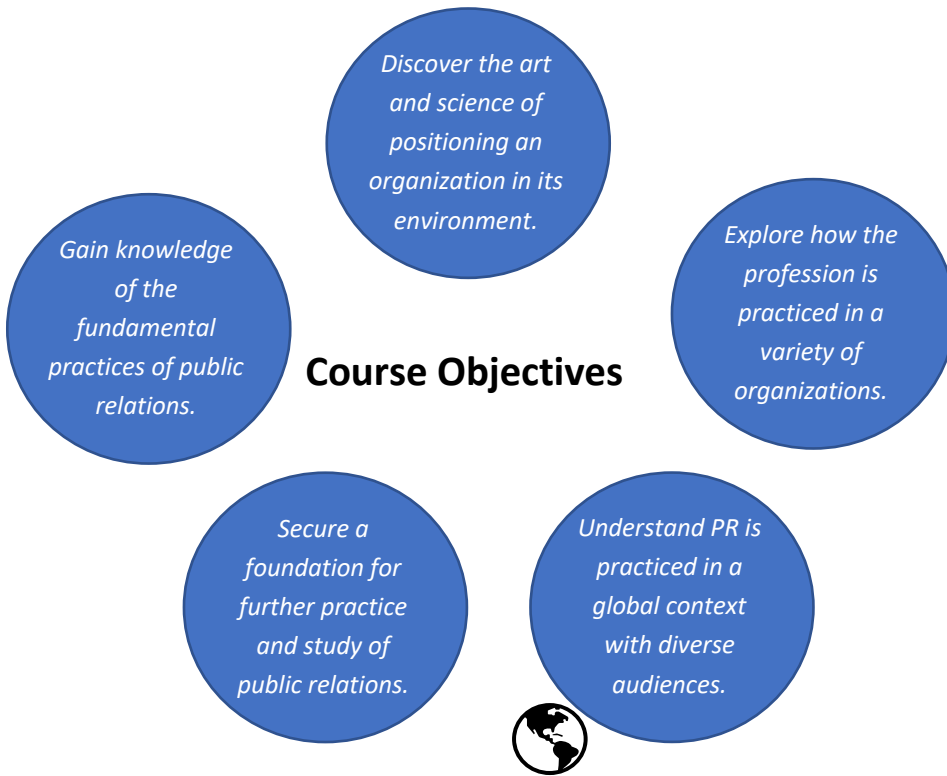 Discover the art
and science of
positioning an
organization in its
environment.
Gain knowledge
of the
fundamental
practices of public
relations.
Course Objectives
Explore how the
profession is
practiced in a
variety of
organizations.
Secure a
foundation for
further practice
and study of
public relations.
Understand PR is
practiced in a
global context
with diverse
audiences.